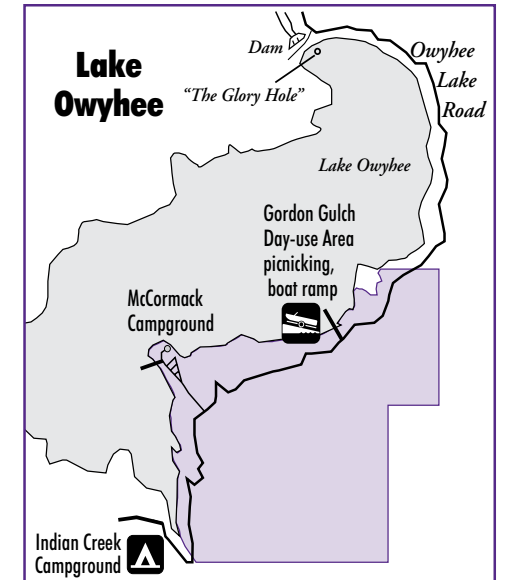 Lake
Owyhee
Dam
"The Glory Hole"
Owyhee
Lake
Road
Lake Owyhee
Gordon Gulch
Day-use Area
picnicking,
boat ramp
McCormack
Campground
Indian Creek
Campground